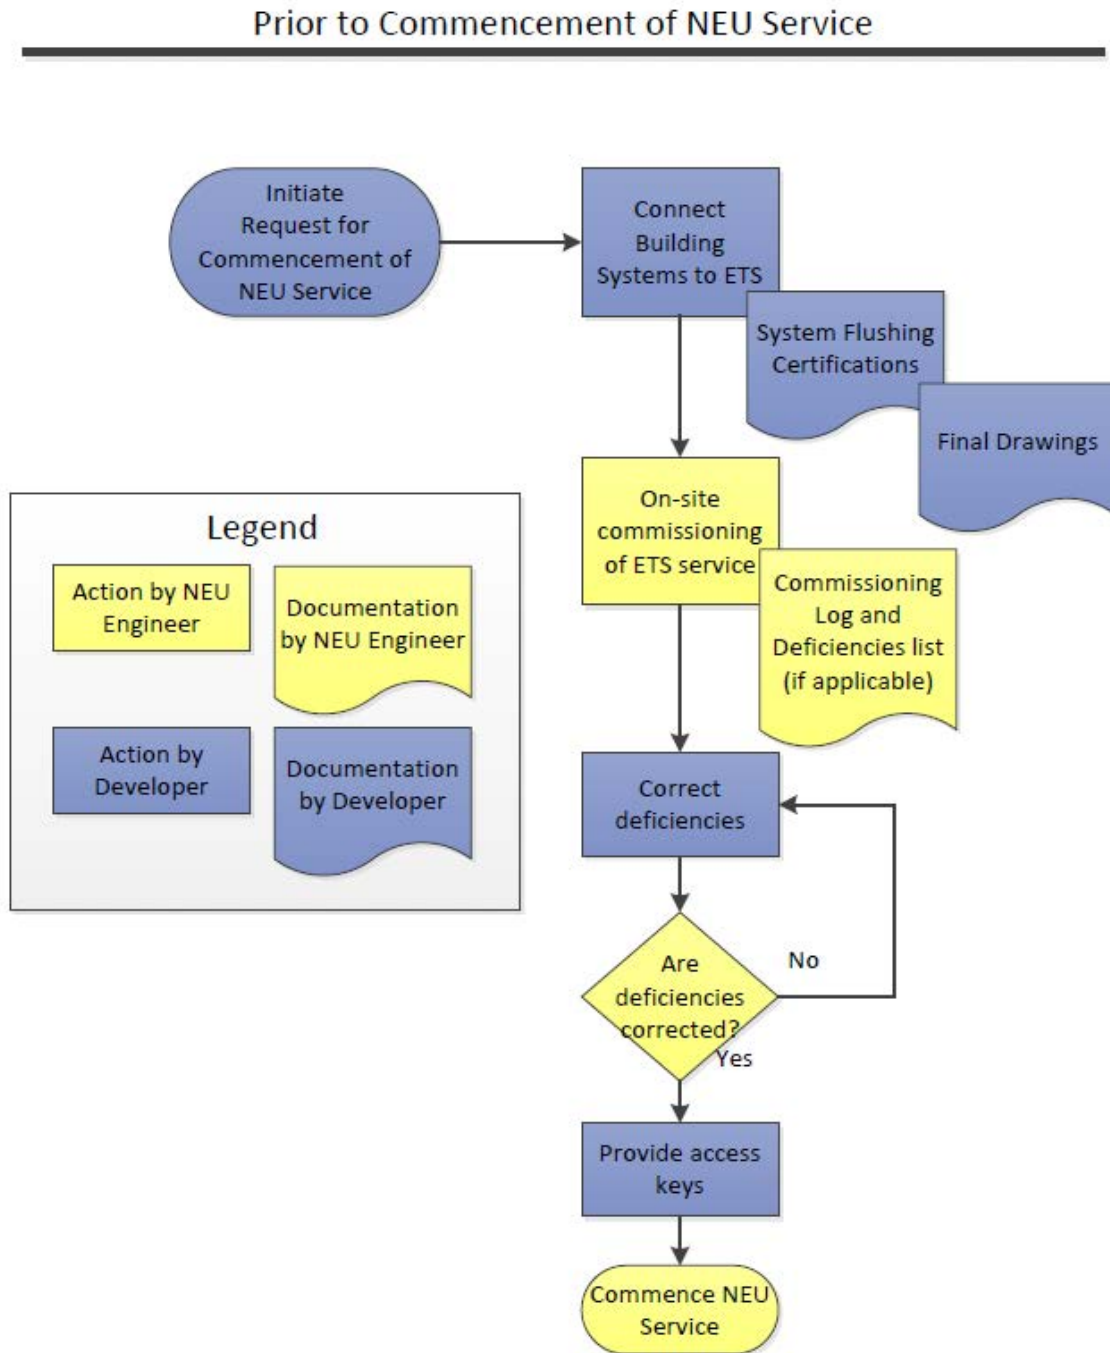 Prior to Commencement of NEU Service
Initiate
Request for
Commencement of
NEU Service
Connect
Building
Systems to ETS
System Flushing
Certifications
Final Drawings
On-site
commissioning
of ETS service
Commissioning
Log and
Deficiencies list
(if applicable)
Legend
Action by NEU
Engineer
Documentation
by NEU Engineer
Action by
Developer
Documentation
by Developer
Correct
deficiencies
Are
deficiencies
corrected?
No
Yes
Provide access
keys
Commence NEU
Service